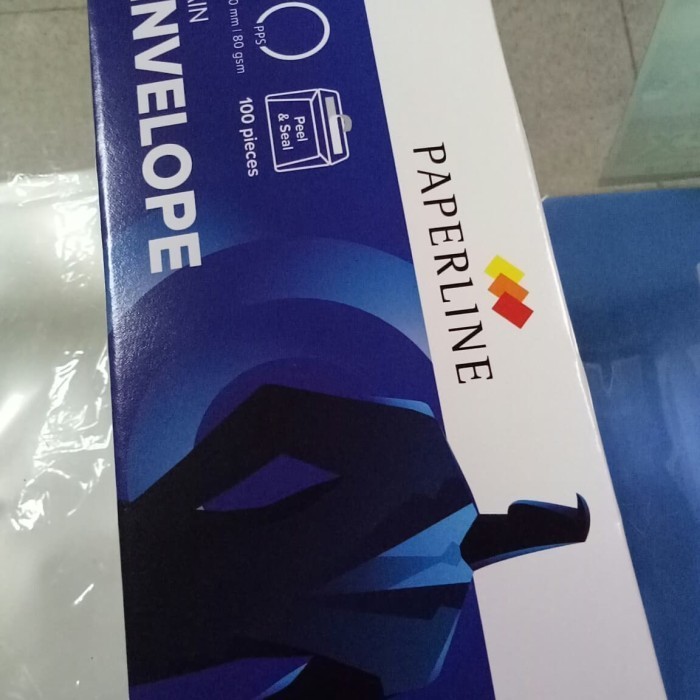 PAPERLINE
PPS
0 mm | 80 gsm
Peel
& Seal
100 pieces
AIN
NVELOPE